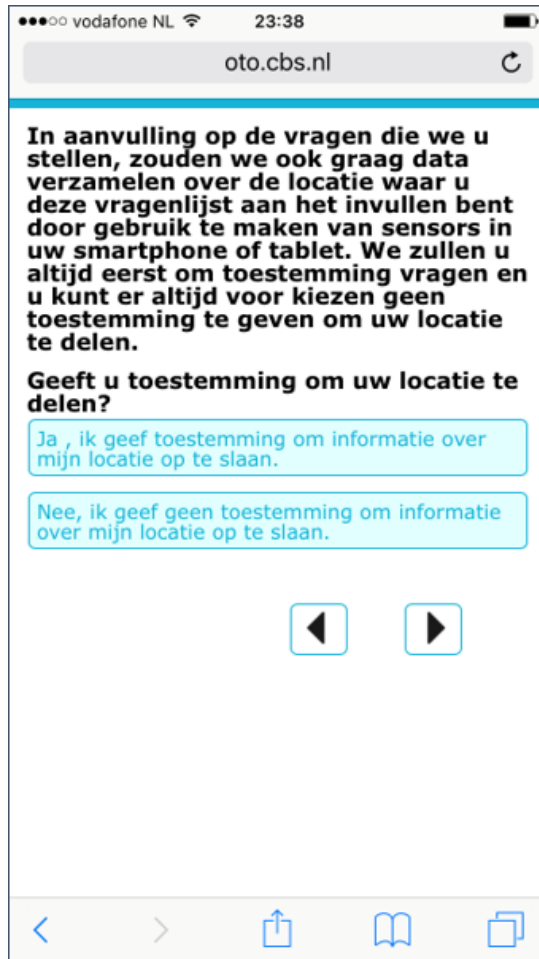 vodafone NL
23:38
oto.cbs.nl
In aanvulling op de vragen die we u
stellen, zouden we ook graag data
verzamelen over de locatie waar u
deze vragenlijst aan het invullen bent
door gebruik te maken van sensors in
uw smartphone of tablet. We zullen u
altijd eerst om toestemming vragen en
u kunt er altijd voor kiezen geen
toestemming te geven om uw locatie
te delen.
Geeft u toestemming om uw locatie te
delen?
Ja , ik geef toestemming om informatie over
mijn locatie op te slaan.
Nee, ik geef geen toestemming om informatie
over mijn locatie op te slaan.